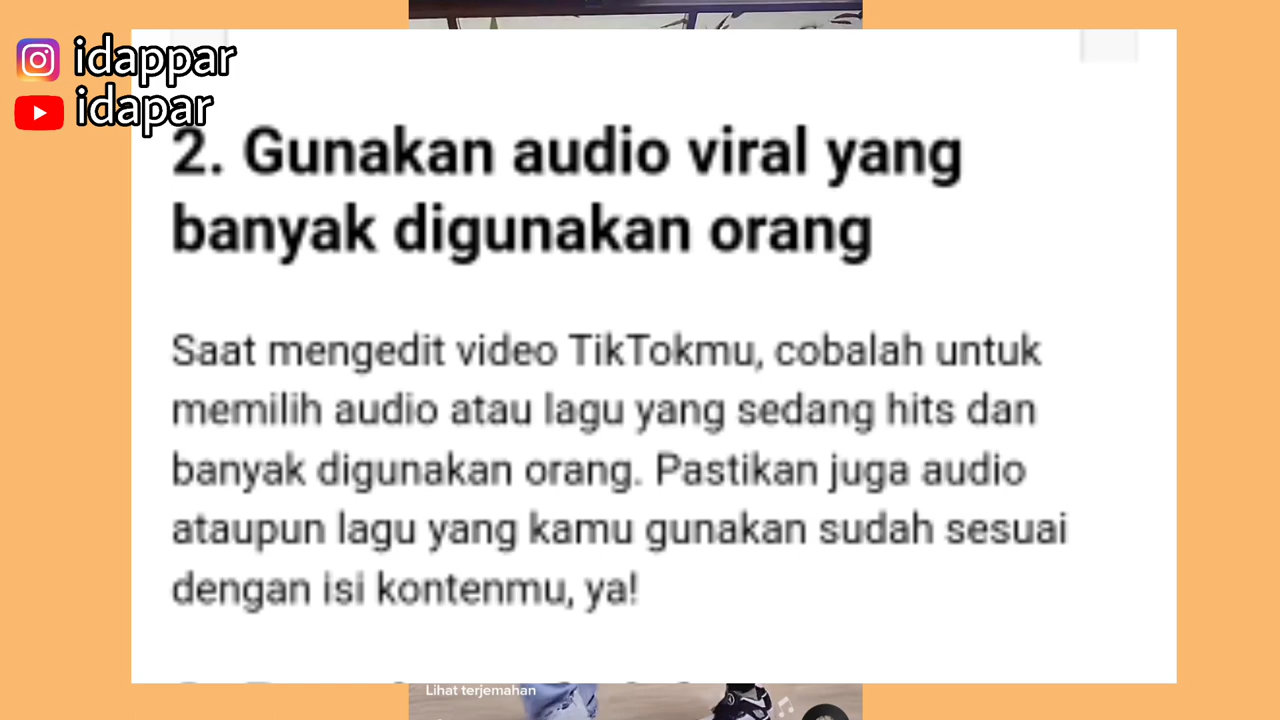 idappar
idapar
2. Gunakan audio viral yang
banyak digunakan orang
Saat mengedit video TikTokmu, cobalah untuk
memilih audio atau lagu yang sedang hits dan
banyak digunakan orang. Pastikan juga audio
ataupun lagu yang kamu gunakan sudah sesuai
dengan isi kontenmu, ya!
Lihat terjemahan